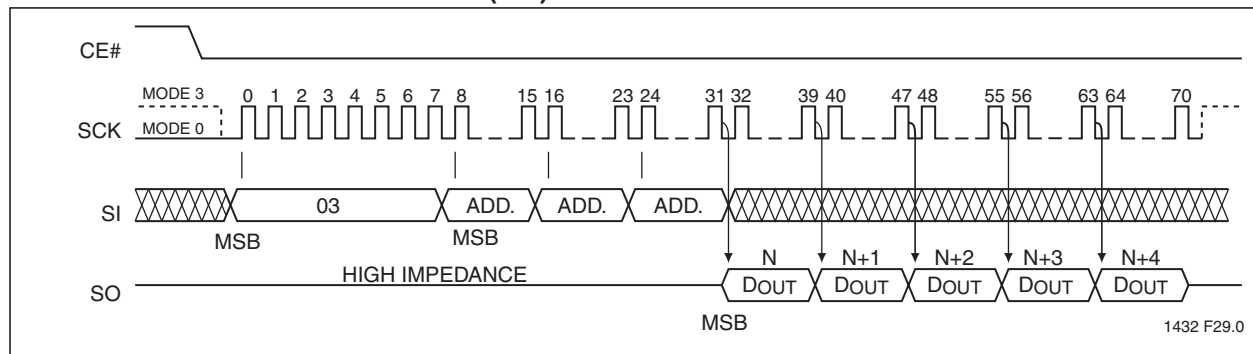 CE#
MODE 3
SCK
MODE 0
0 1 2 3 4 5 6 7 8 15 16 23 24 31 32 39 40 47 48 55 56 63 64 70
SI
03 ADD. ADD. ADD.
MSB MSB
N N+1 N+2 N+3 N+4
SO
HIGH IMPEDANCE
DOUT DOUT DOUT DOUT DOUT
MSB
1432 F29.0